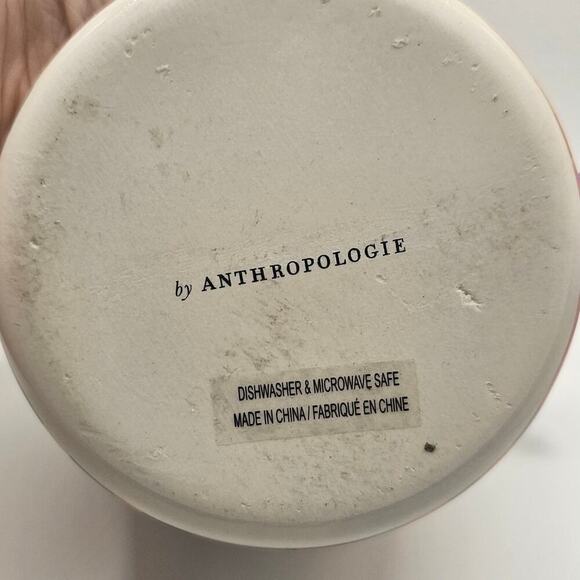 by ANTHROPOLOGIE
DISHWASHER & MICROWAVE SAFE
MADE IN CHINA / FABRIQUÉ EN CHINE